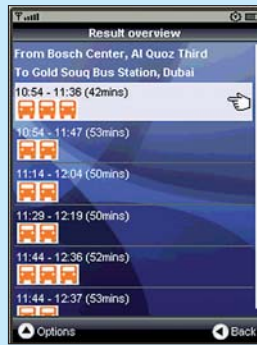 Result overview
From Bosch Center, Al Quoz Third
To Gold Souq Bus Station, Dubai
10:54 - 11:36 (42mins)
10:54 - 11:47 (53mins)
11:14 - 12:04 (50mins)
11:29 - 12:19 (50mins)
11:44 - 12:36 (52mins)
11:44 - 12:37 (53mins)
Options
Back